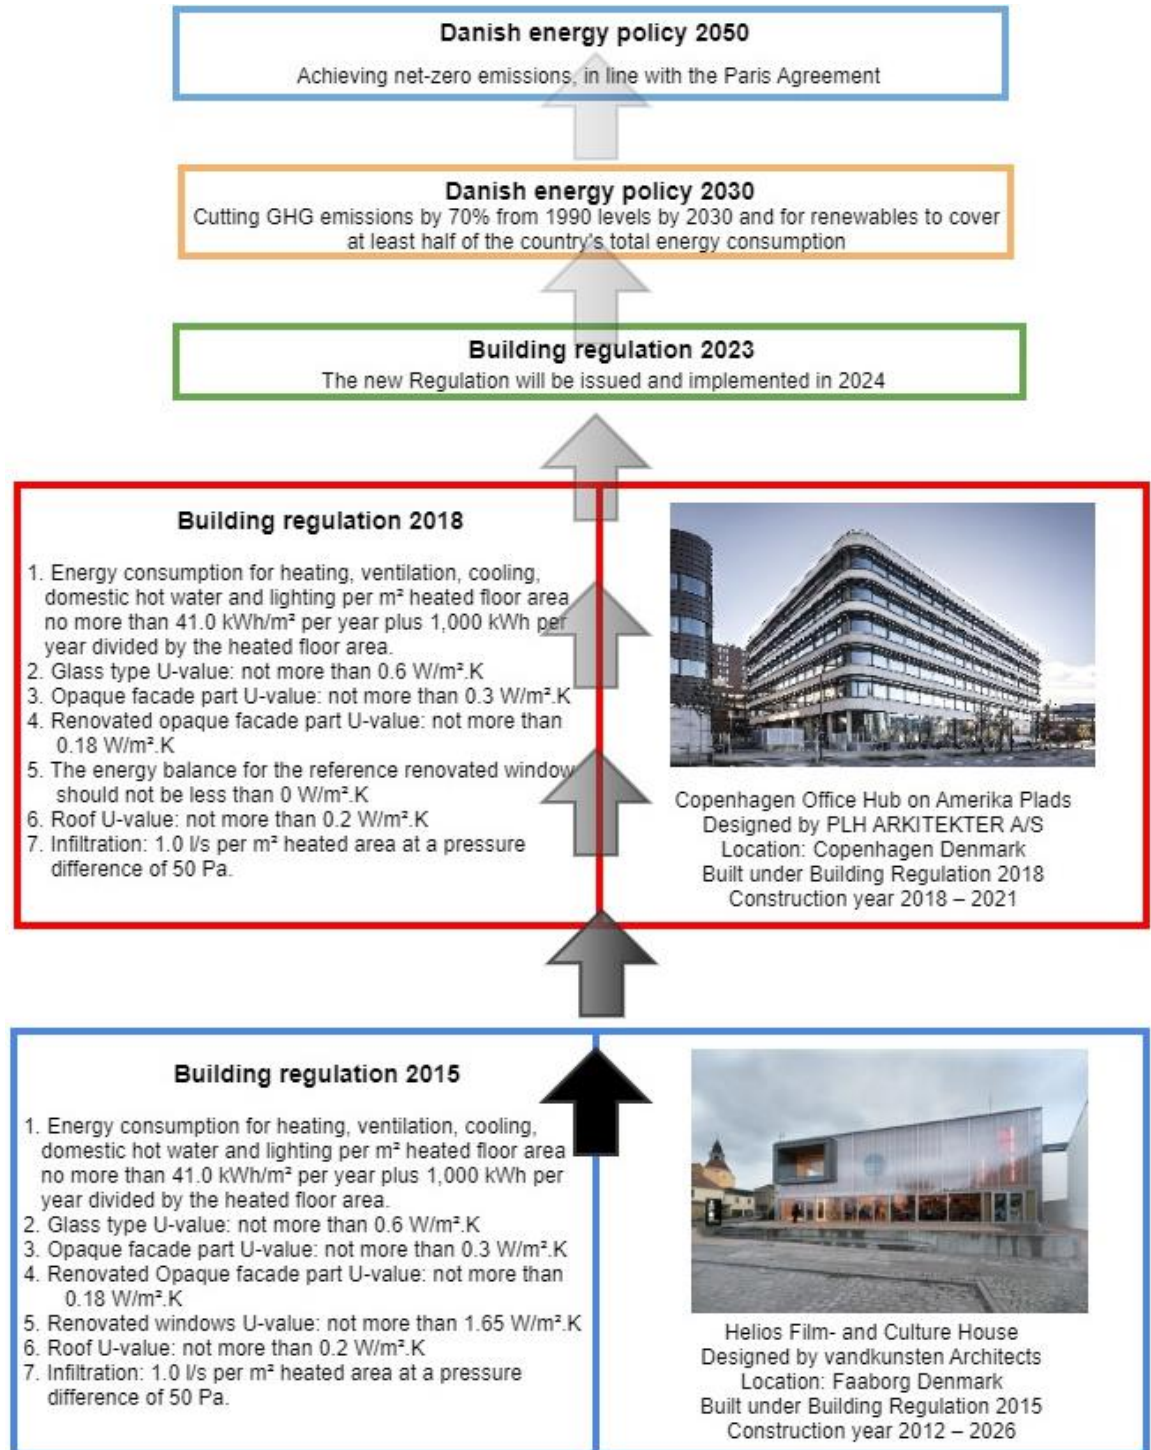 Danish energy policy 2050
Achieving net-zero emissions, in line with the Paris Agreement
Danish energy policy 2030
Cutting GHG emissions by 70% from 1990 levels by 2030 and for renewables to cover
at least half of the country's total energy consumption
Building regulation 2023
The new Regulation will be issued and implemented in 2024
Building regulation 2018
1. Energy consumption for heating, ventilation, cooling,
domestic hot water and lighting per m² heated floor area
no more than 41.0 kWh/m² per year plus 1,000 kWh per
year divided by the heated floor area.
2. Glass type U-value: not more than 0.6 W/m².K
3. Opaque facade part U-value: not more than 0.3 W/m².K
4. Renovated opaque facade part U-value: not more than
0.18 W/m².K
5. The energy balance for the reference renovated window
should not be less than 0 W/m².K
6. Roof U-value: not more than 0.2 W/m².K
7. Infiltration: 1.0 l/s per m² heated area at a pressure
difference of 50 Pa.
Copenhagen Office Hub on Amerika Plads
Designed by PLH ARKITEKTER A/S
Location: Copenhagen Denmark
Built under Building Regulation 2018
Construction year 2018 – 2021
Building regulation 2015
1. Energy consumption for heating, ventilation, cooling,
domestic hot water and lighting per m² heated floor area
no more than 41.0 kWh/m² per year plus 1,000 kWh per
year divided by the heated floor area.
2. Glass type U-value: not more than 0.6 W/m².K
3. Opaque facade part U-value: not more than 0.3 W/m².K
4. Renovated Opaque facade part U-value: not more than
0.18 W/m².K
5. Renovated windows U-value: not more than 1.65 W/m².K
6. Roof U-value: not more than 0.2 W/m².K
7. Infiltration: 1.0 l/s per m² heated area at a pressure
difference of 50 Pa.
Helios Film- and Culture House
Designed by vandkunsten Architects
Location: Faaborg Denmark
Built under Building Regulation 2015
Construction year 2012 – 2026